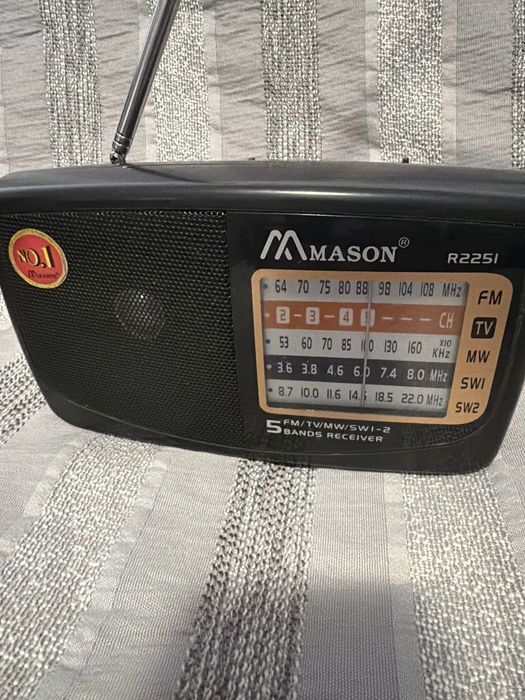 NO.1
MASON®
MMASON®
R2251
64 70 75 80 88 98 104 108 MHz
FM
2 - 3 - 4 - - - CH
TV
53 60 70 85 100 130 160 X10 KHz
MW
3.6 3.8 4.6 6.0 7.4 8.0 MHz
SW1
8.7 10.0 11.6 14.5 18.5 22.0 MHz
SW2
5 FM/TV/MW/SW1-2
BANDS RECEIVER